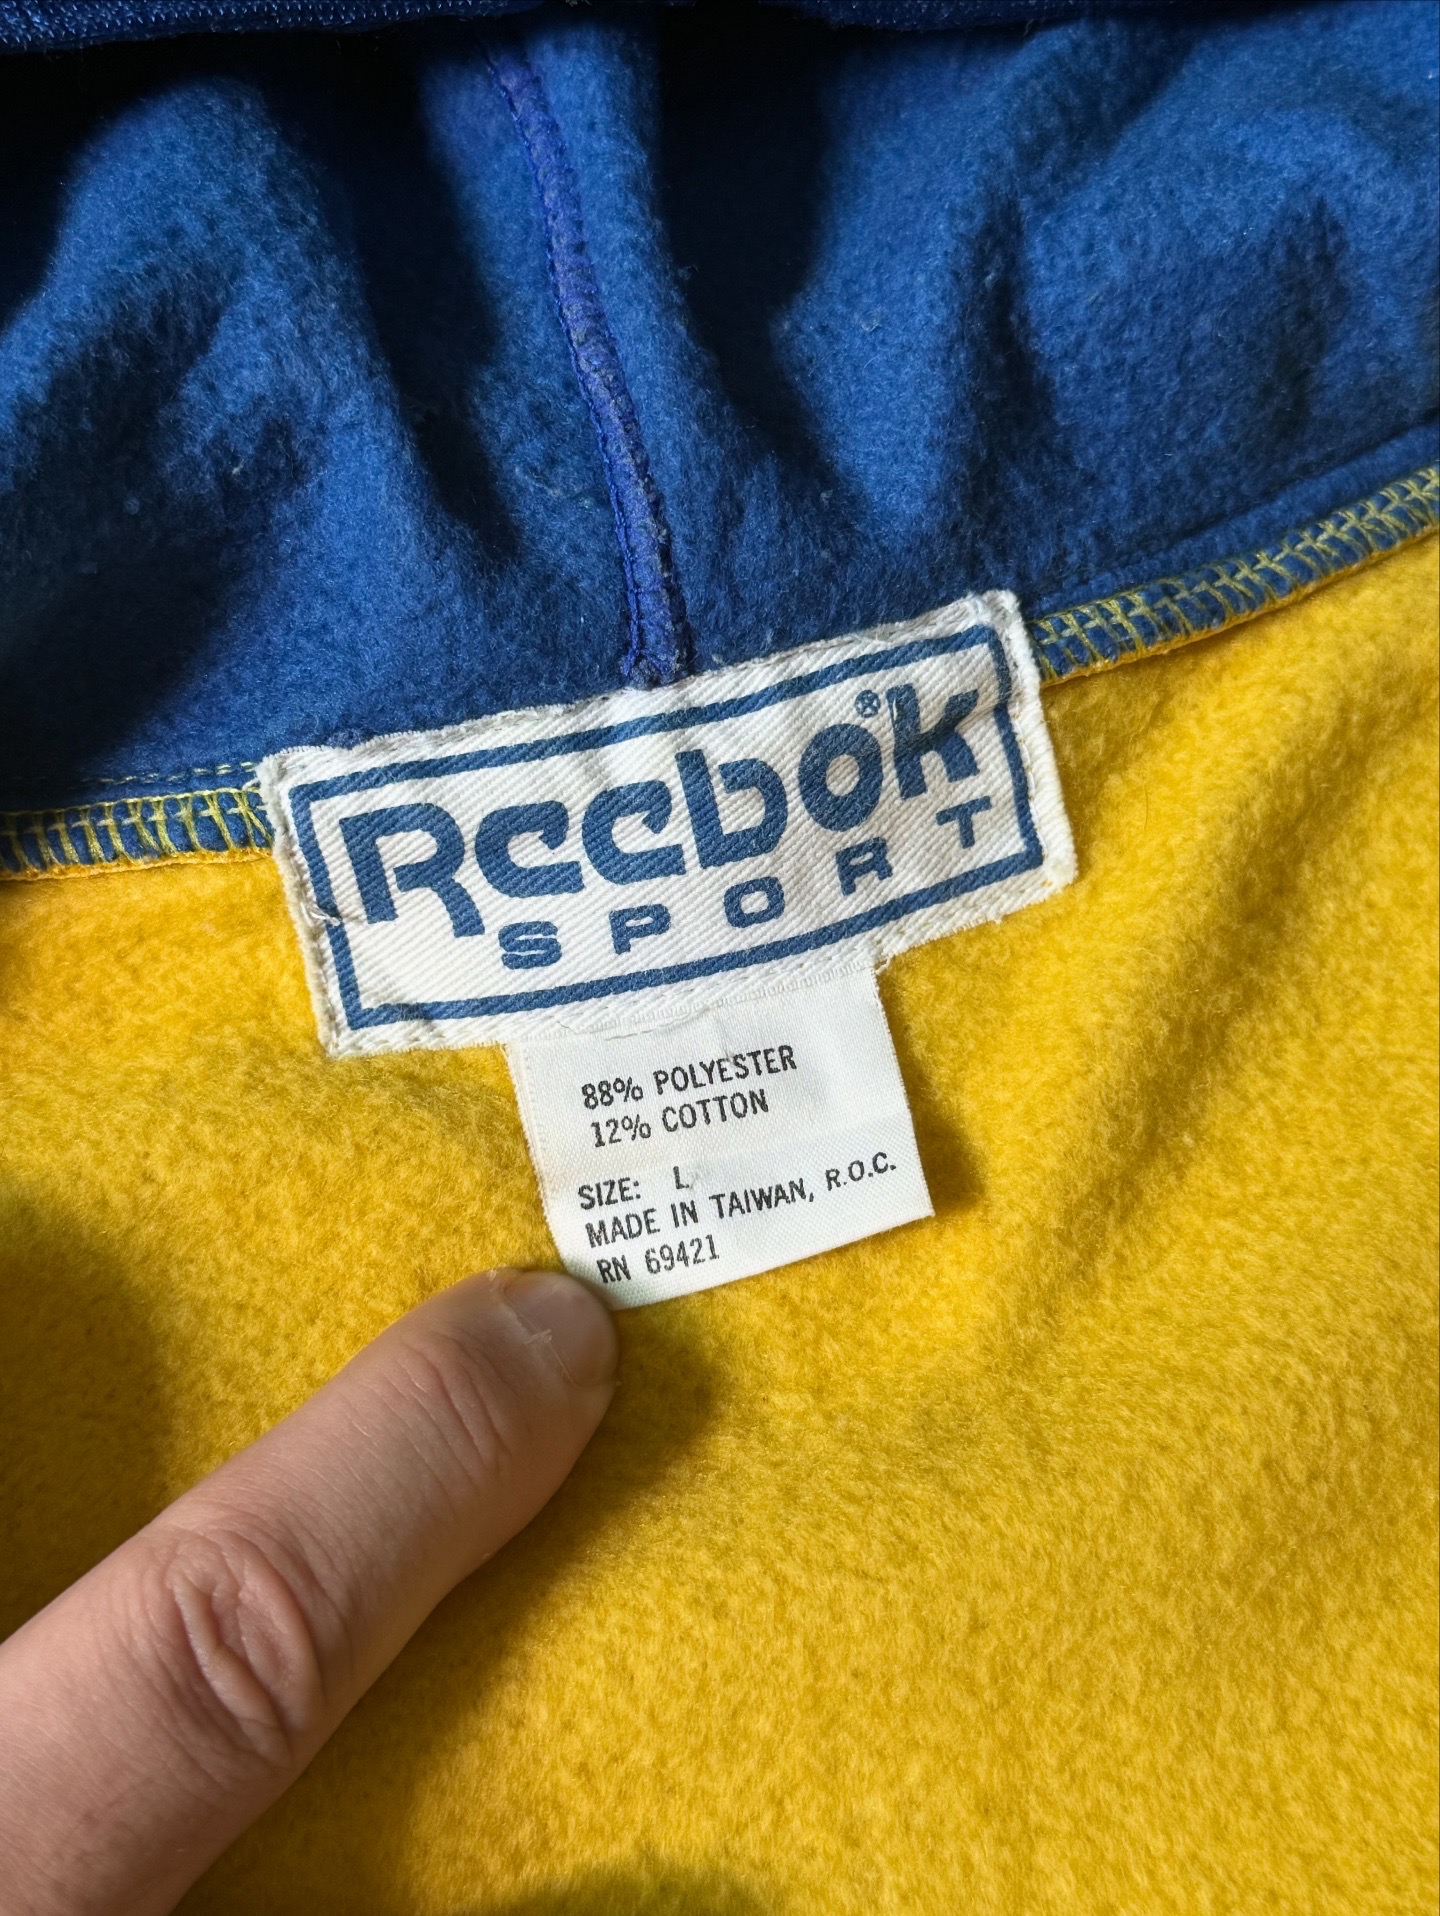 Reebok®
SPORT
88% POLYESTER
12% COTTON
SIZE: L
MADE IN TAIWAN, R.O.C.
RN 69421